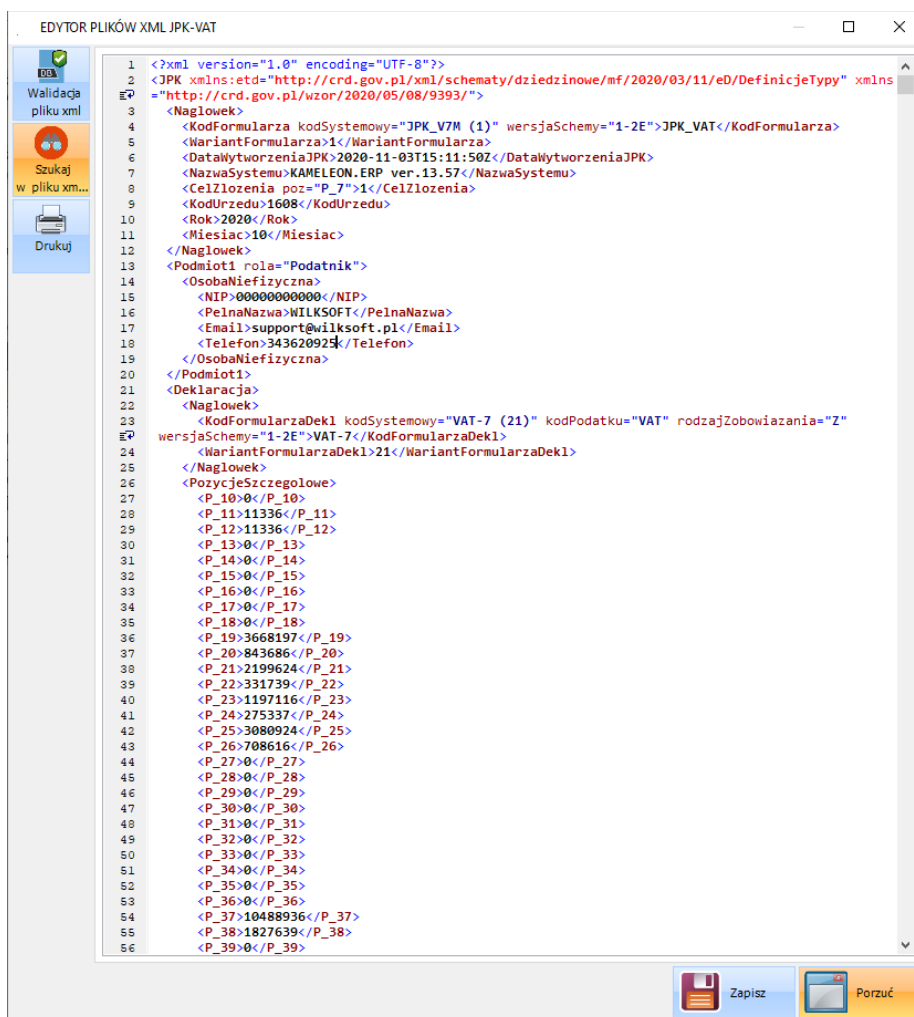 EDYTOR PLIKÓW XML JPK-VAT
DB.
Walidacja
pliku xml
Szukaj
w pliku xm...
Drukuj
1 <?xml version="1.0" encoding="UTF-8"?>
2 <JPK xmlns:etd="http://crd.gov.pl/xml/schematy/dziedzinowe/mf/2020/03/11/eD/DefinicjeTypy" xmlns
="http://crd.gov.pl/wzor/2020/05/08/9393/">
3 <Naglowek>
4 <KodFormularza kodSystemowy="JPK_V7M (1)" wersjaSchemy="1-2E">JPK_VAT</KodFormularza>
5 <WariantFormularza>1</WariantFormularza>
6 <DataWytworzeniaJPK>2020-11-03T15:11:50Z</DataWytworzeniaJPK>
7 <NazwaSystemu>KAMELEON.ERP ver.13.57</NazwaSystemu>
8 <CelZlozenia poz="P_7">1</CelZlozenia>
9 <KodUrzedu>1608</KodUrzedu>
10 <Rok>2020</Rok>
11 <Miesiac>10</Miesiac>
12 </Naglowek>
13 <Podmiot1 rola="Podatnik">
14 <OsobaNiefizyczna>
15 <NIP>00000000000</NIP>
16 <PelnaNazwa>WILKSOFT</PelnaNazwa>
17 <Email>support@wilksoft.pl</Email>
18 <Telefon>343620925</Telefon>
19 </OsobaNiefizyczna>
20 </Podmiot1>
21 <Deklaracja>
22 <Naglowek>
23 <KodFormularzaDekl kodSystemowy="VAT-7 (21)" kodPodatku="VAT" rodzajZobowiazania="Z"
wersjaSchemy="1-2E">VAT-7</KodFormularzaDekl>
24 <WariantFormularzaDekl>21</WariantFormularzaDekl>
25 </Naglowek>
26 <PozycjeSzczegolowe>
27 <P_10>0</P_10>
28 <P_11>11336</P_11>
29 <P_12>11336</P_12>
30 <P_13>0</P_13>
31 <P_14>0</P_14>
32 <P_15>0</P_15>
33 <P_16>0</P_16>
34 <P_17>0</P_17>
35 <P_18>0</P_18>
36 <P_19>3668197</P_19>
37 <P_20>843686</P_20>
38 <P_21>2199624</P_21>
39 <P_22>331739</P_22>
40 <P_23>1197116</P_23>
41 <P_24>275337</P_24>
42 <P_25>3080924</P_25>
43 <P_26>708616</P_26>
44 <P_27>0</P_27>
45 <P_28>0</P_28>
46 <P_29>0</P_29>
47 <P_30>0</P_30>
48 <P_31>0</P_31>
49 <P_32>0</P_32>
50 <P_33>0</P_33>
51 <P_34>0</P_34>
52 <P_35>0</P_35>
53 <P_36>0</P_36>
54 <P_37>10488936</P_37>
55 <P_38>1827639</P_38>
56 <P_39>0</P_39>
Zapisz
Porzuć